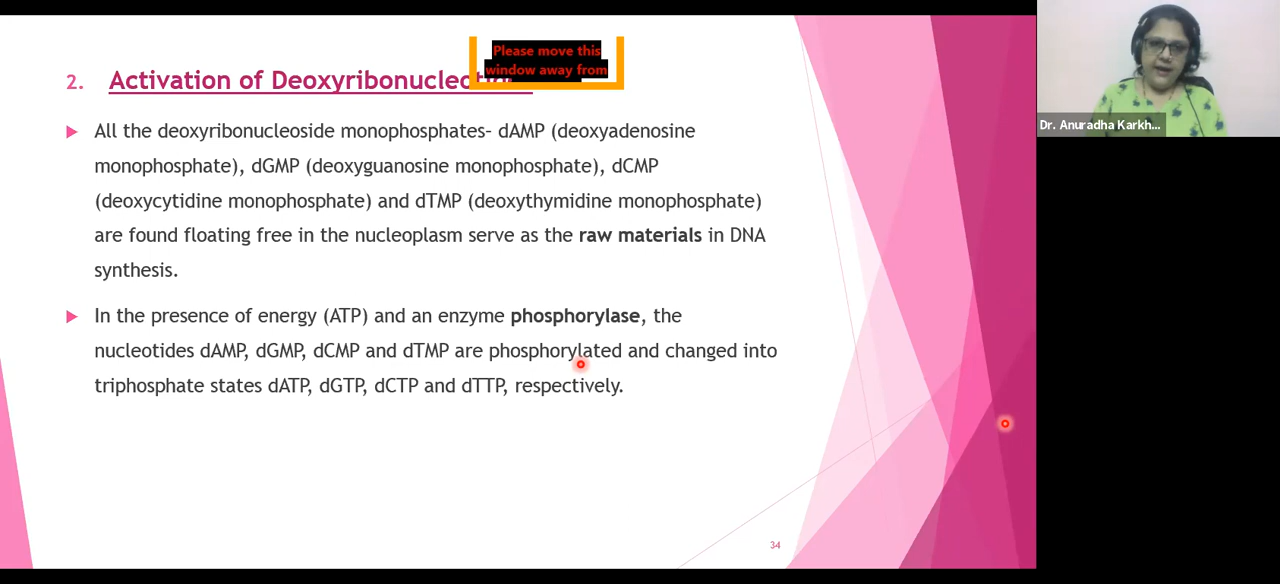 Please move this
window away from
2. Activation of Deoxyribonucleo
All the deoxyribonucleoside monophosphates- dAMP (deoxyadenosine
monophosphate), dGMP (deoxyguanosine monophosphate), dCMP
(deoxycytidine monophosphate) and dTMP (deoxythymidine monophosphate)
are found floating free in the nucleoplasm serve as the raw materials in DNA
synthesis.
In the presence of energy (ATP) and an enzyme phosphorylase, the
nucleotides dAMP, dGMP, dCMP and dTMP are phosphorylated and changed into
triphosphate states dATP, dGTP, dCTP and dTTP, respectively.
34
Dr. Anuradha Karkh...